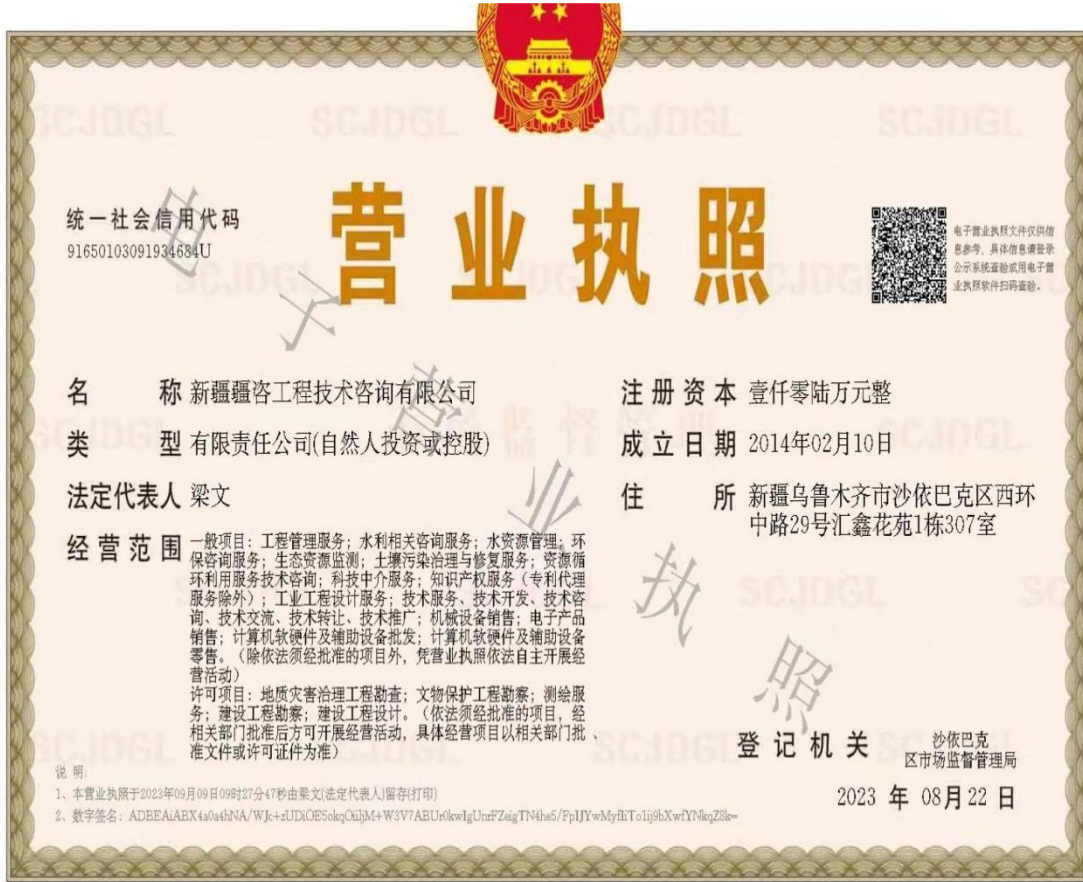 统一社会信用代码
91650103091934684U
营业执照
电子营业执照文件仅供信
息参考，具体信息请登录
公示系统查验或用电子营
业执照软件扫码查验。
名称 新疆疆咨工程技术咨询有限公司
注册资本 壹仟零陆万元整
类型 有限责任公司(自然人投资或控股)
成立日期 2014年02月10日
法定代表人 梁文
住所 新疆乌鲁木齐市沙依巴克区西环
中路29号汇鑫花苑1栋307室
经营范围 一般项目：工程管理服务；水利相关咨询服务；水资源管理；环
保咨询服务；生态资源监测；土壤污染治理与修复服务；资源循
环利用服务技术咨询；科技中介服务；知识产权服务（专利代理
服务除外）；工业工程设计服务；技术服务、技术开发、技术咨
询、技术交流、技术转让、技术推广；机械设备销售；电子产品
销售；计算机软硬件及辅助设备批发；计算机软硬件及辅助设备
零售。（除依法须经批准的项目外，凭营业执照依法自主开展经
营活动）
许可项目：地质灾害治理工程勘查；文物保护工程勘察；测绘服
务；建设工程勘察；建设工程设计。（依法须经批准的项目，经
相关部门批准后方可开展经营活动，具体经营项目以相关部门批
准文件或许可证件为准）
登记机关 沙依巴克
区市场监督管理局
2023 年 08月 22 日
说 明:
1、本营业执照于2023年09月09日09时27分47秒由梁文(法定代表人)留存(打印)
2、数字签名:
电子营业执照
SCJDGL